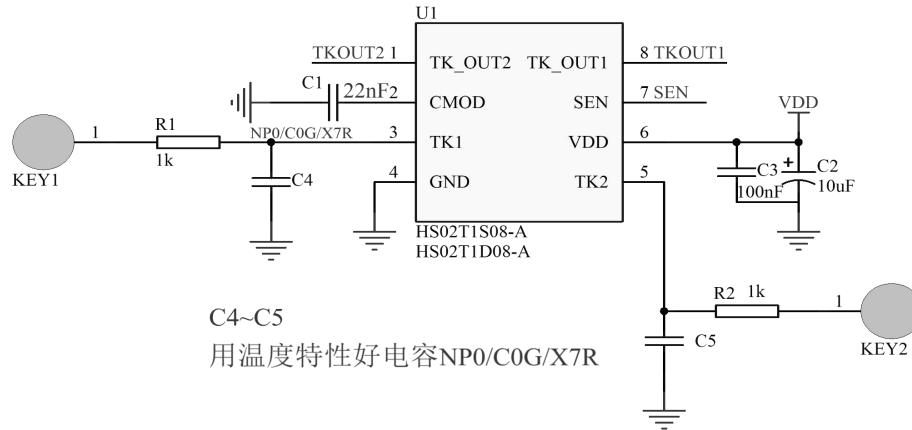 U1
TKOUT2 1
TK_OUT2
TK_OUT1
8 TKOUT1
C1
22nF
2
CMOD
SEN
7 SEN
VDD
KEY1
1
R1
1k
NP0/C0G/X7R
3
TK1
VDD
6
C4
4
GND
TK2
5
C3
100nF
+
C2
10uF
HS02T1S08-A
HS02T1D08-A
R2
1k
1
KEY2
C5
C4~C5
用温度特性好电容NP0/C0G/X7R